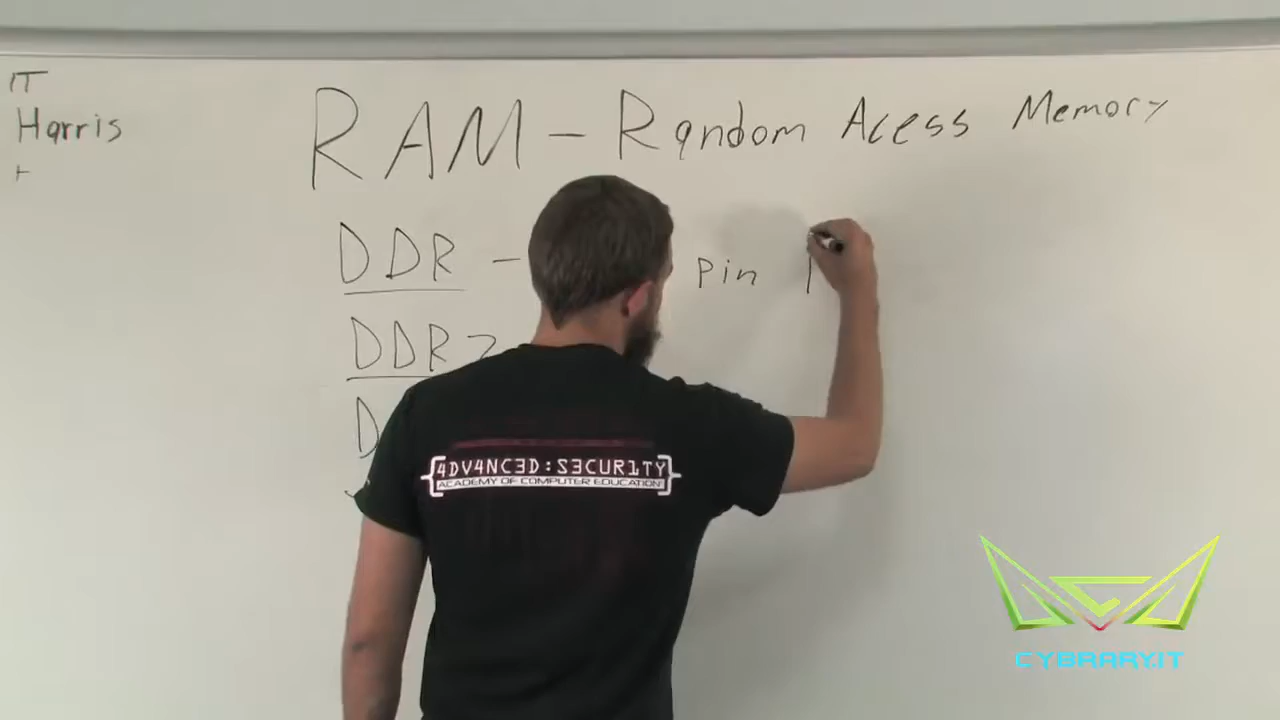 IT
Harris
RAM - Random Acess Memory
DDR - pin
DDR2
D
{4DV4NC3D:S3CUR1TY}
ACADEMY OF COMPUTER EDUCATION
CYBRARY.IT